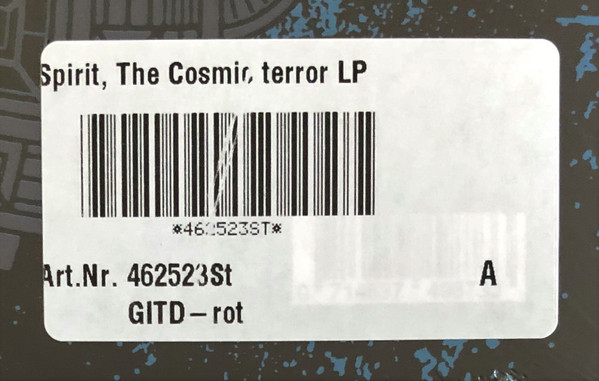 Spirit, The Cosmic terror LP
*462523ST*
Art.Nr. 462523St
A
GITD-rot